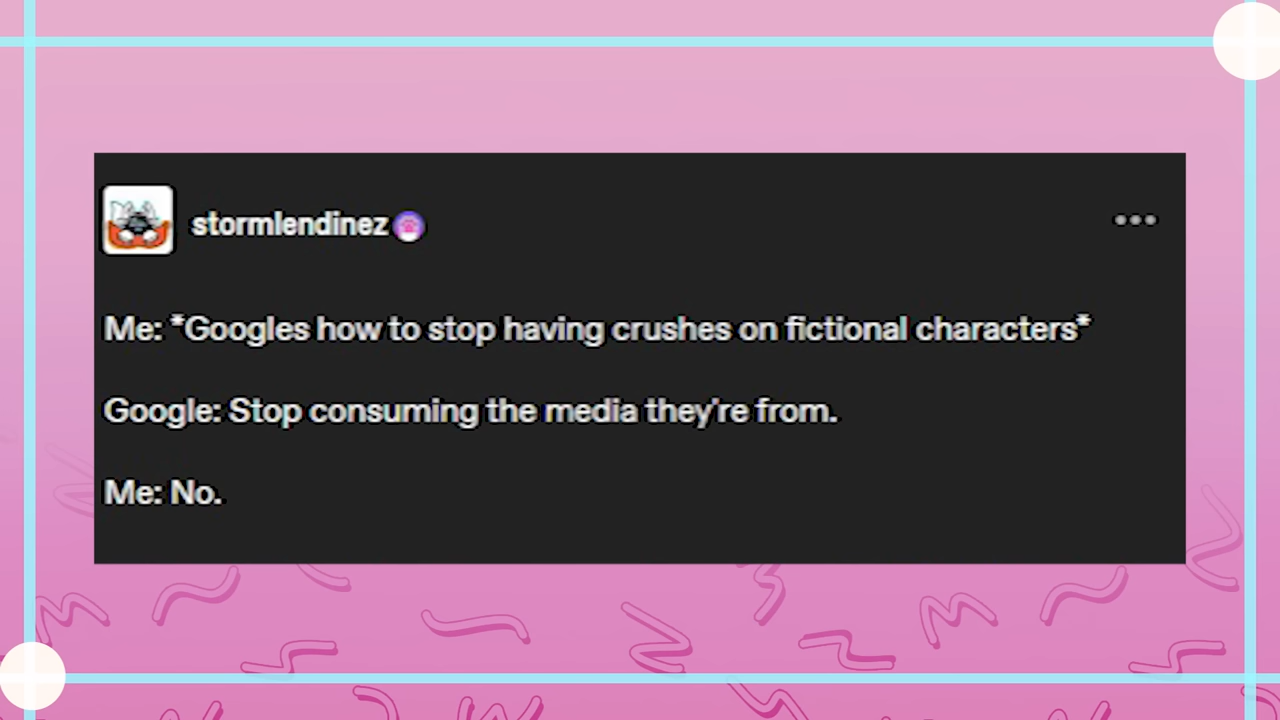 stormlendinez
Me: *Googles how to stop having crushes on fictional characters*
Google: Stop consuming the media they're from.
Me: No.